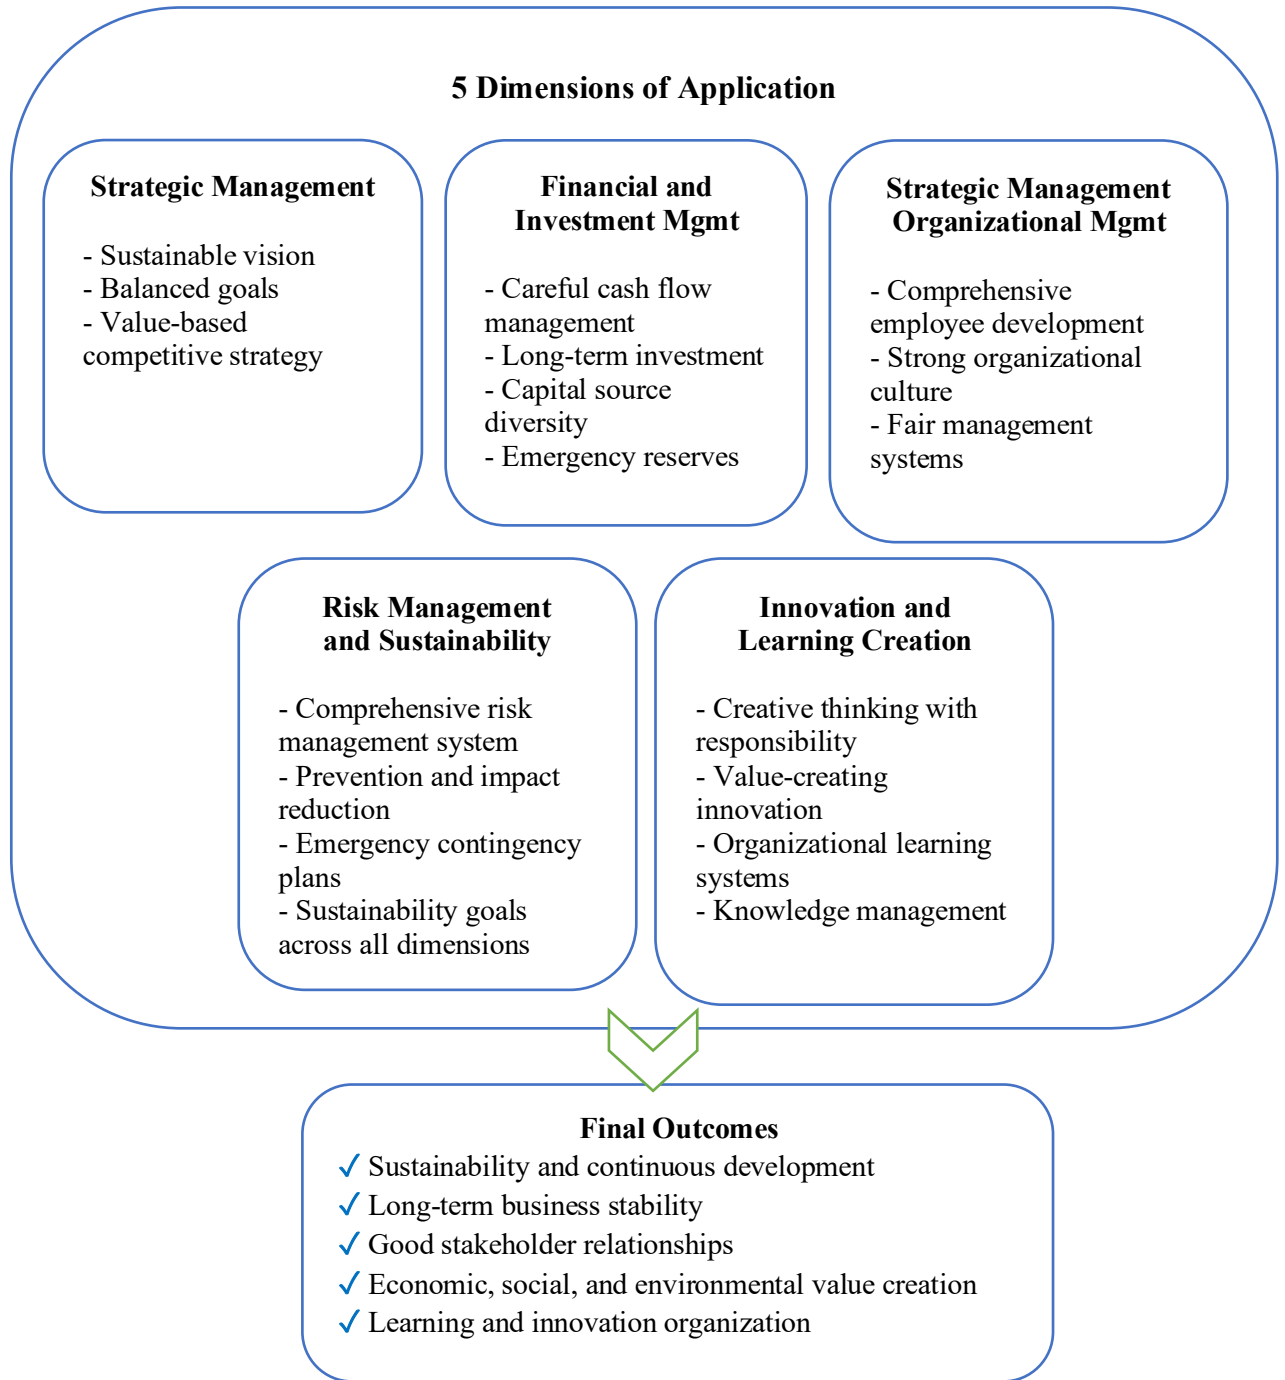 5 Dimensions of Application
Strategic Management
- Sustainable vision
- Balanced goals
- Value-based
competitive strategy
Financial and
Investment Mgmt
- Careful cash flow
management
- Long-term investment
- Capital source
diversity
- Emergency reserves
Strategic Management
Organizational Mgmt
- Comprehensive
employee development
- Strong organizational
culture
- Fair management
systems
Risk Management
and Sustainability
- Comprehensive risk
management system
- Prevention and impact
reduction
- Emergency contingency
plans
- Sustainability goals
across all dimensions
Innovation and
Learning Creation
- Creative thinking with
responsibility
- Value-creating
innovation
- Organizational learning
systems
- Knowledge management
Final Outcomes
✓ Sustainability and continuous development
✓ Long-term business stability
✓ Good stakeholder relationships
✓ Economic, social, and environmental value creation
✓ Learning and innovation organization